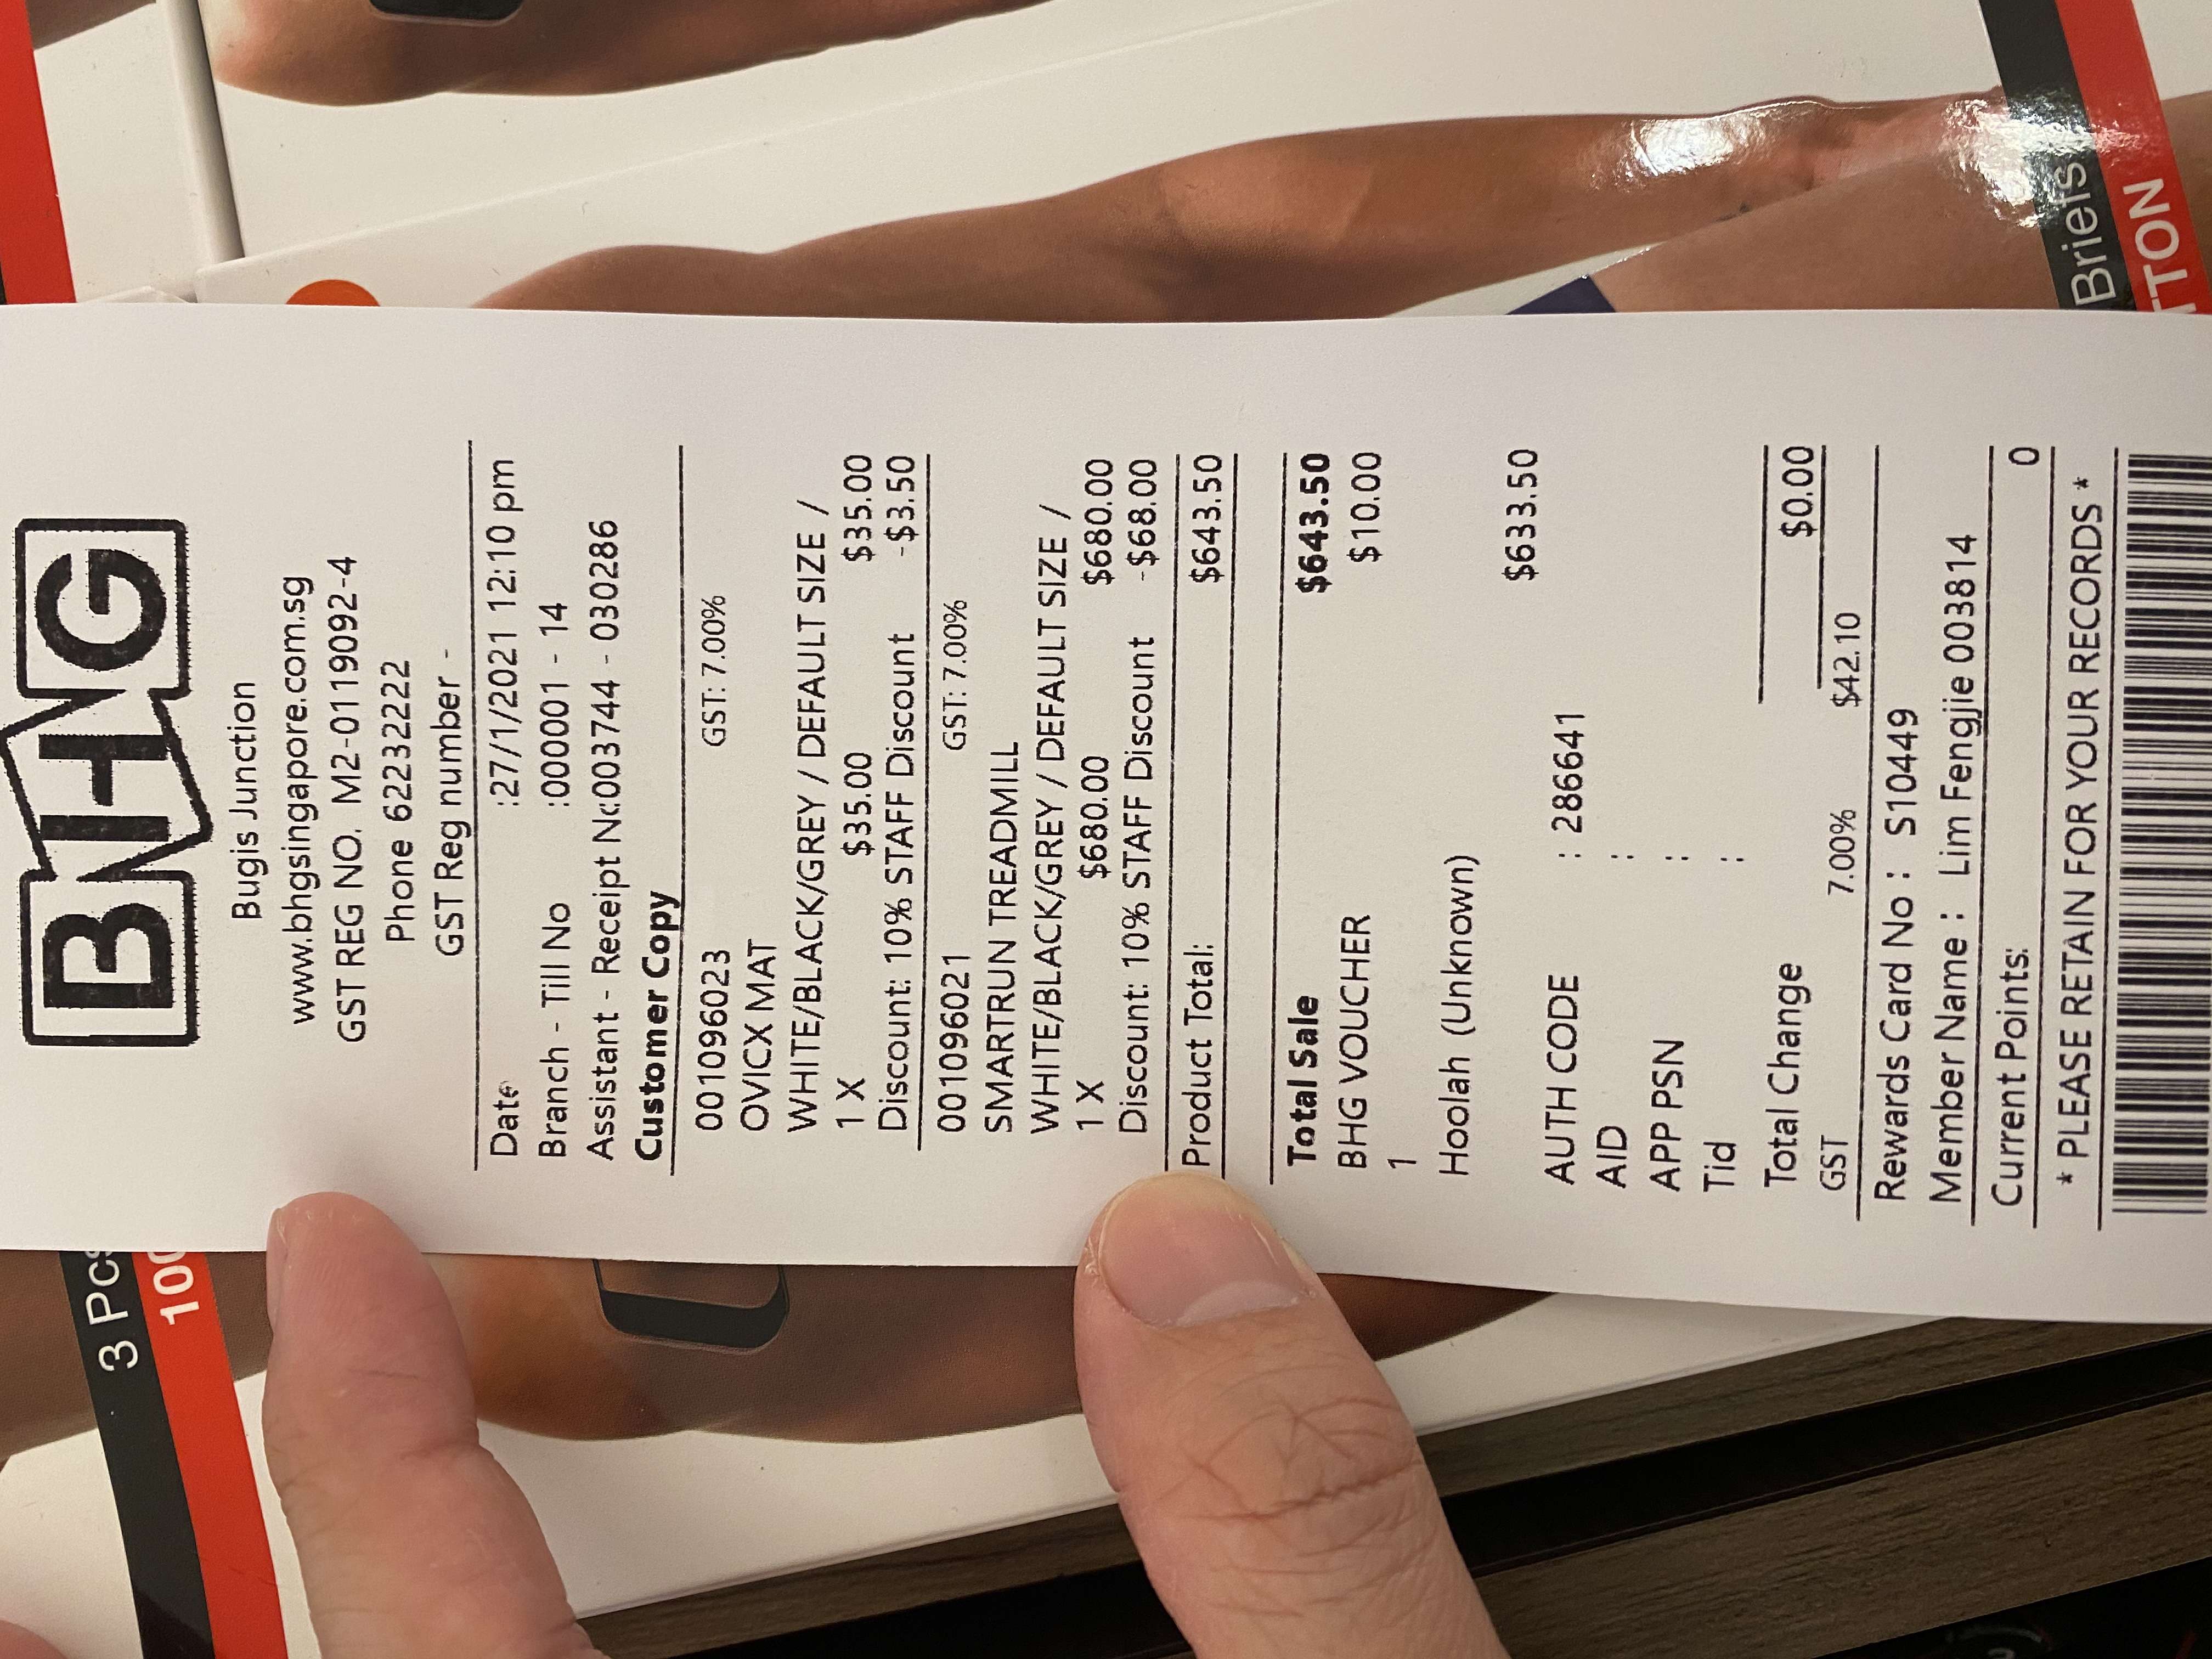 BHG
Bugis Junction
www.bhgsingapore.com.sg
GST REG NO. M2-0119092-4
Phone 62232222
GST Reg number -
Date :27/1/2021 12:10 pm
Branch - Till No :000001 - 14
Assistant - Receipt No:003744 - 030286
Customer Copy
001096023 GST: 7.00%
OVICX MAT
WHITE/BLACK/GREY / DEFAULT SIZE /
1 X $35.00 $35.00
Discount: 10% STAFF Discount -$3.50
001096021 GST: 7.00%
SMARTRUN TREADMILL
WHITE/BLACK/GREY / DEFAULT SIZE /
1 X $680.00 $680.00
Discount: 10% STAFF Discount -$68.00
Product Total: $643.50
Total Sale $643.50
BHG VOUCHER $10.00
1
Hoolah (Unknown)
$633.50
AUTH CODE : 286641
AID :
APP PSN :
Tid :
Total Change $0.00
GST 7.00% $42.10
Rewards Card No : S10449
Member Name : Lim Fengjie 003814
Current Points: 0
* PLEASE RETAIN FOR YOUR RECORDS *
3 Pcs
100
Briefs
TTON